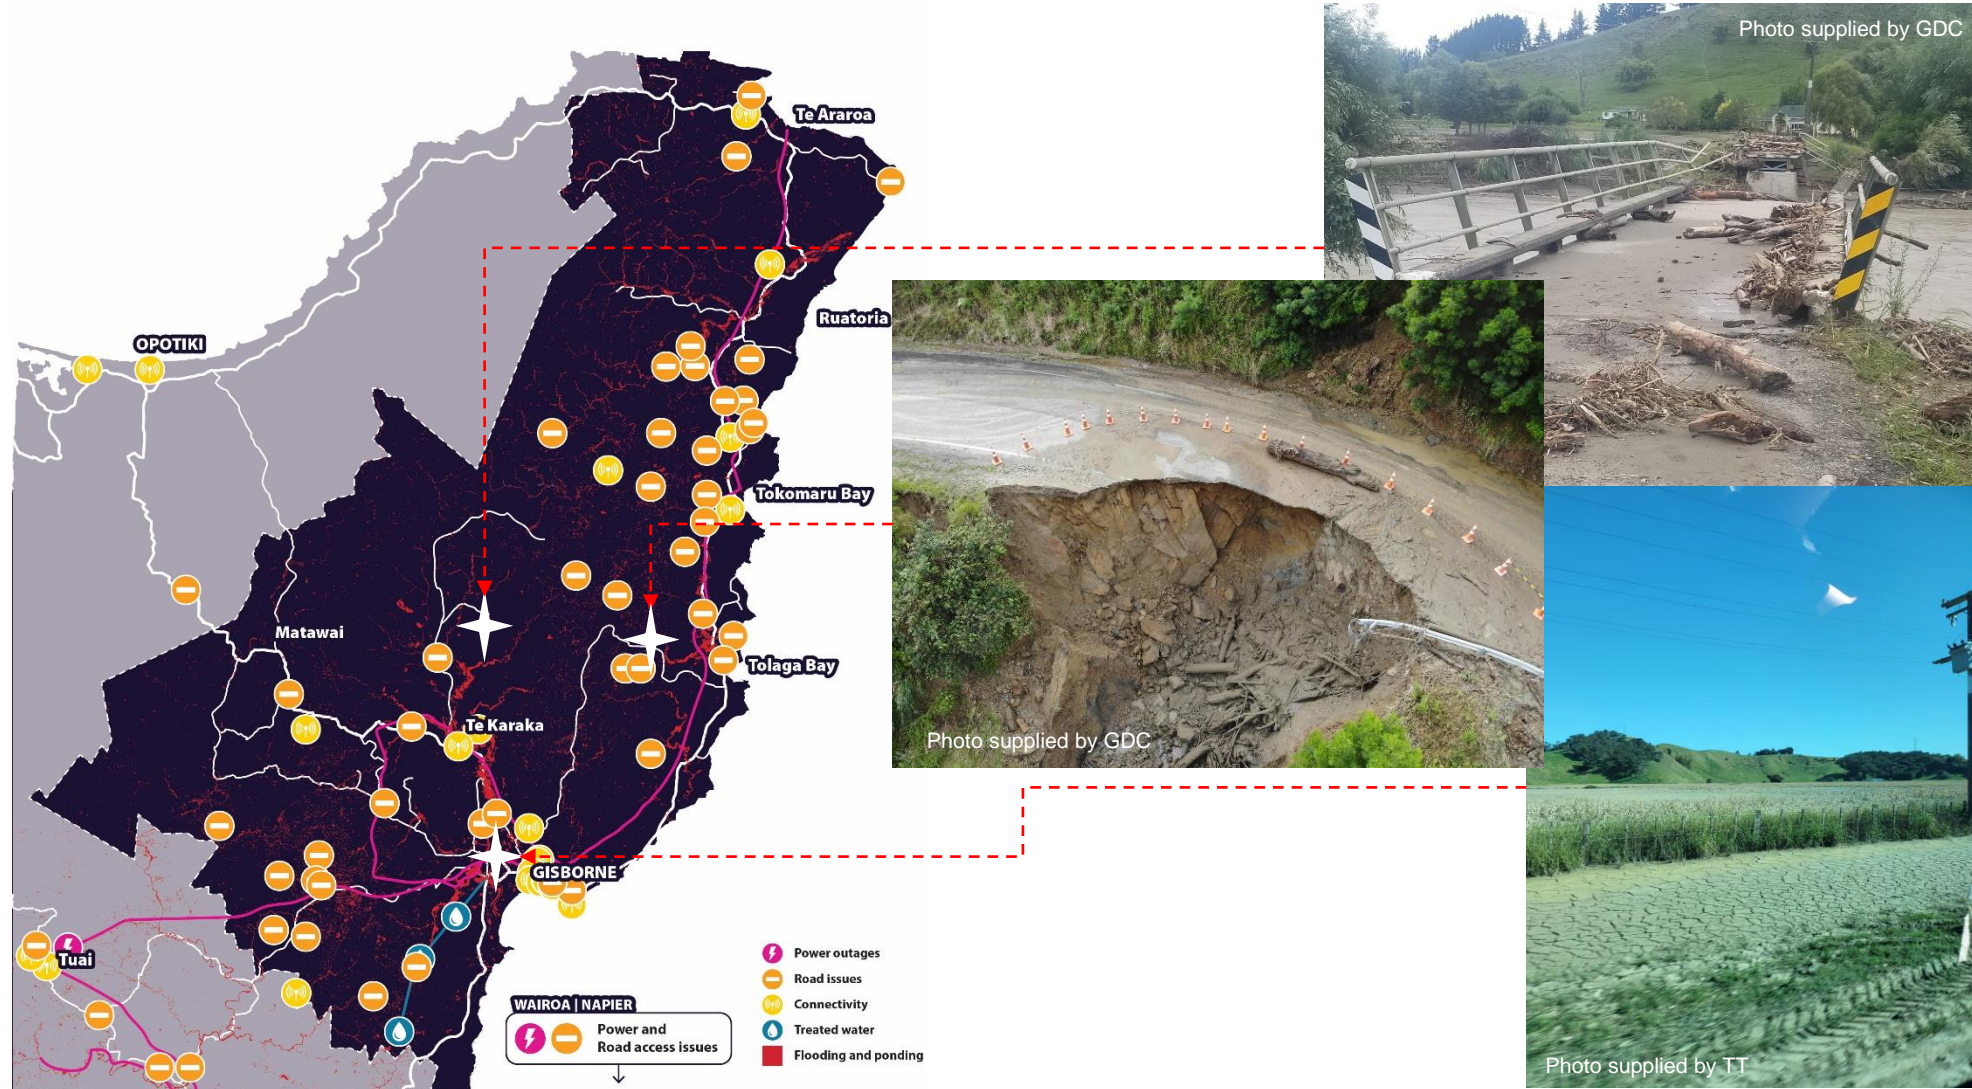 Photo supplied by GDC
Te Araroa
Ruatoria
OPOTIKI
Tokomaru Bay
Matawai
Tolaga Bay
Te Karaka
Photo supplied by GDC
GISBORNE
Tuai
Power outages
Road issues
Connectivity
Treated water
Flooding and ponding
WAIROA | NAPIER
Power and
Road access issues
Photo supplied by TT